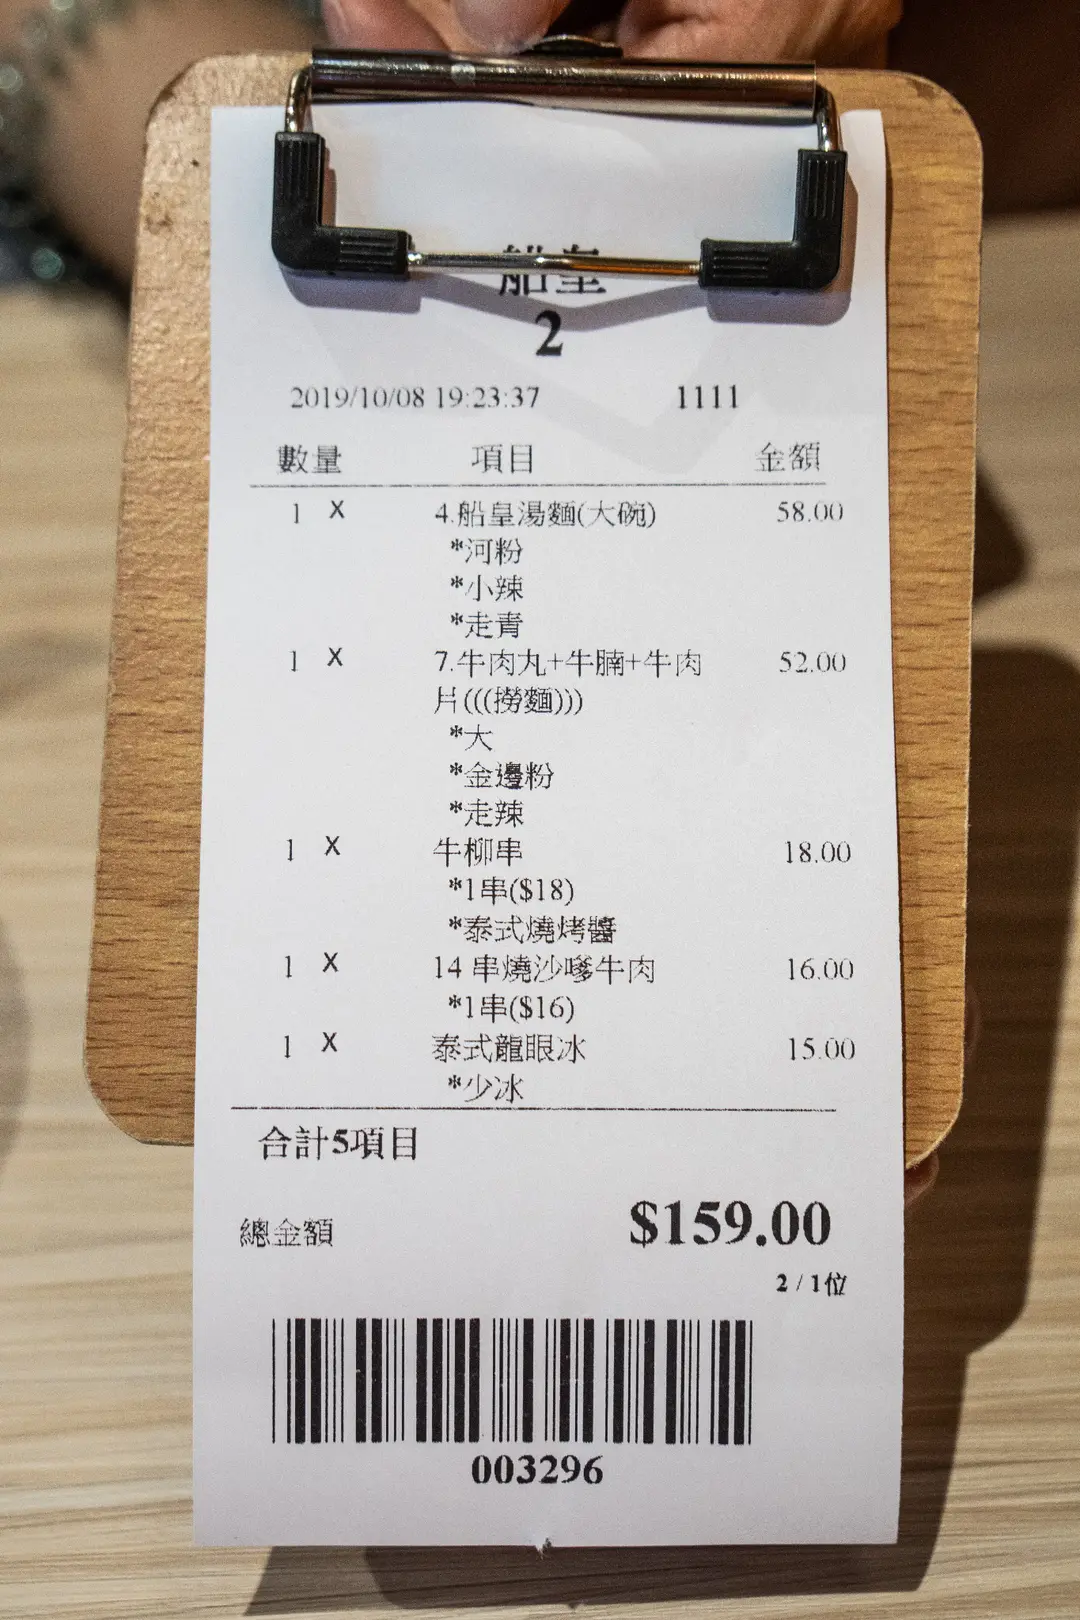 船皇
2
2019/10/08 19:23:37 1111
數量 項目 金額
1 X 4.船皇湯麵(大碗) 58.00
*河粉
*小辣
*走青
1 X 7.牛肉丸+牛腩+牛肉 52.00
片(((撈麵)))
*大
*金邊粉
*走辣
1 X 牛柳串 18.00
*1串($18)
*泰式燒烤醬
1 X 14 串燒沙嗲牛肉 16.00
*1串($16)
1 X 泰式龍眼冰 15.00
*少冰
合計5項目
總金額 $159.00
2 / 1位
003296